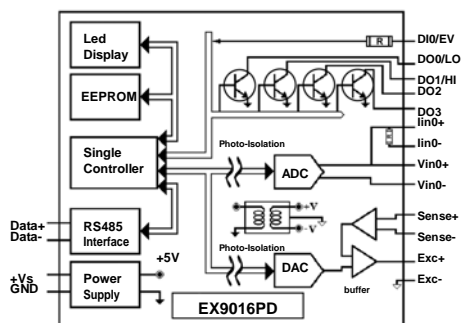 Led
Display
EEPROM
Single
Controller
RS485
Interface
Power
Supply
Data+
Data-
+Vs
GND
+5V
Photo-Isolation
ADC
+V
-V
Photo-Isolation
DAC
buffer
EX9016PD
R
DI0/EV
DO0/LO
DO1/HI
DO2
DO3
Iin0+
Iin0-
Vin0+
Vin0-
Sense+
Sense-
Exc+
Exc-